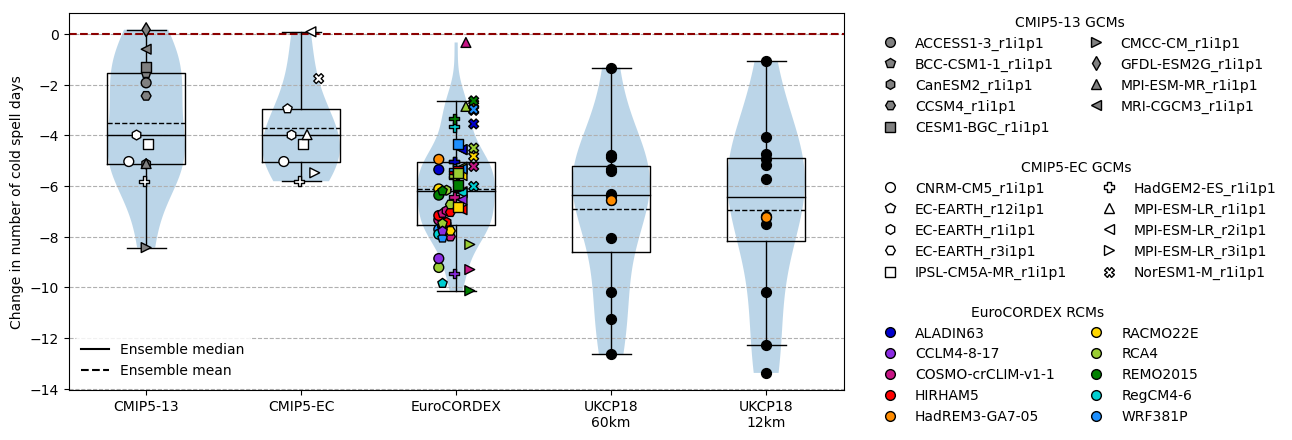 Change in number of cold spell days
0
−2
−4
−6
−8
−10
−12
−14
Ensemble median
Ensemble mean
CMIP5-13
CMIP5-EC
EuroCORDEX
UKCP18
60km
UKCP18
12km
CMIP5-13 GCMs
ACCESS1-3_r1i1p1
BCC-CSM1-1_r1i1p1
CanESM2_r1i1p1
CCSM4_r1i1p1
CESM1-BGC_r1i1p1
CMCC-CM_r1i1p1
GFDL-ESM2G_r1i1p1
MPI-ESM-MR_r1i1p1
MRI-CGCM3_r1i1p1
CMIP5-EC GCMs
CNRM-CM5_r1i1p1
EC-EARTH_r12i1p1
EC-EARTH_r1i1p1
EC-EARTH_r3i1p1
IPSL-CM5A-MR_r1i1p1
HadGEM2-ES_r1i1p1
MPI-ESM-LR_r1i1p1
MPI-ESM-LR_r2i1p1
MPI-ESM-LR_r3i1p1
NorESM1-M_r1i1p1
EuroCORDEX RCMs
ALADIN63
CCLM4-8-17
COSMO-crCLIM-v1-1
HIRHAM5
HadREM3-GA7-05
RACMO22E
RCA4
REMO2015
RegCM4-6
WRF381P